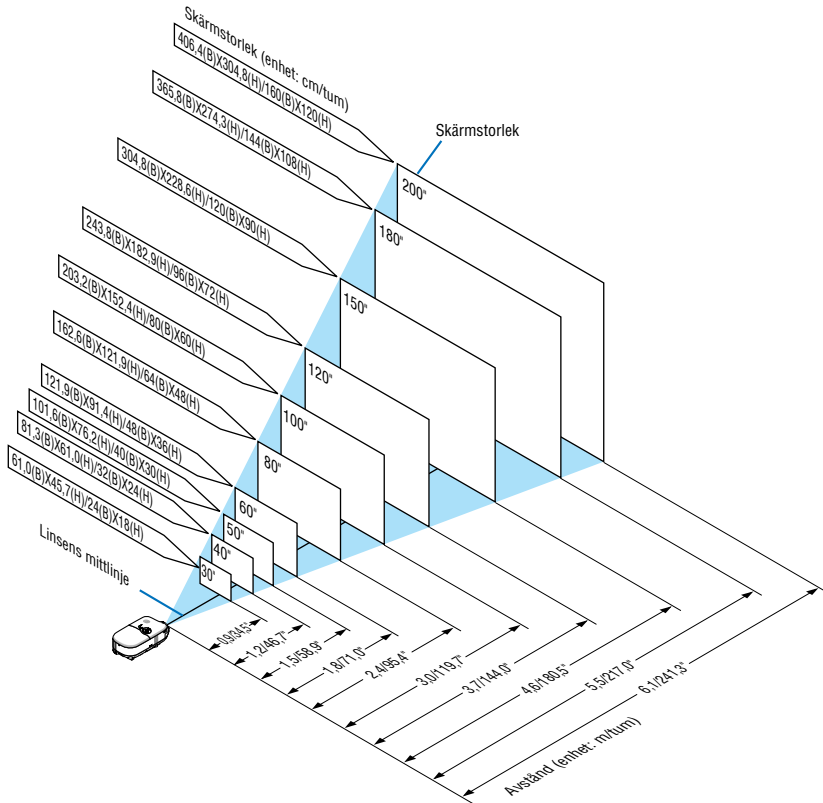 Skärmstorlek (enhet: cm/tum)
406,4(B)X304,8(H)/160(B)X120(H)
365,8(B)X274,3(H)/144(B)X108(H)
304,8(B)X228,6(H)/120(B)X90(H)
243,8(B)X182,9(H)/96(B)X72(H)
203,2(B)X152,4(H)/80(B)X60(H)
162,6(B)X121,9(H)/64(B)X48(H)
121,9(B)X91,4(H)/48(B)X36(H)
101,6(B)X76,2(H)/40(B)X30(H)
81,3(B)X61,0(H)/32(B)X24(H)
61,0(B)X45,7(H)/24(B)X18(H)
Skärmstorlek
200"
180"
150"
120"
100"
80"
60"
50"
40"
30"
Linsens mittlinje
0,9/34,5"
1,2/46,7"
1,5/58,9"
1,8/71,0"
2,4/95,4"
3,0/119,7"
3,7/144,0"
4,6/180,5"
5,5/217,0"
6,1/241,3"
Avstånd (enhet: m/tum)